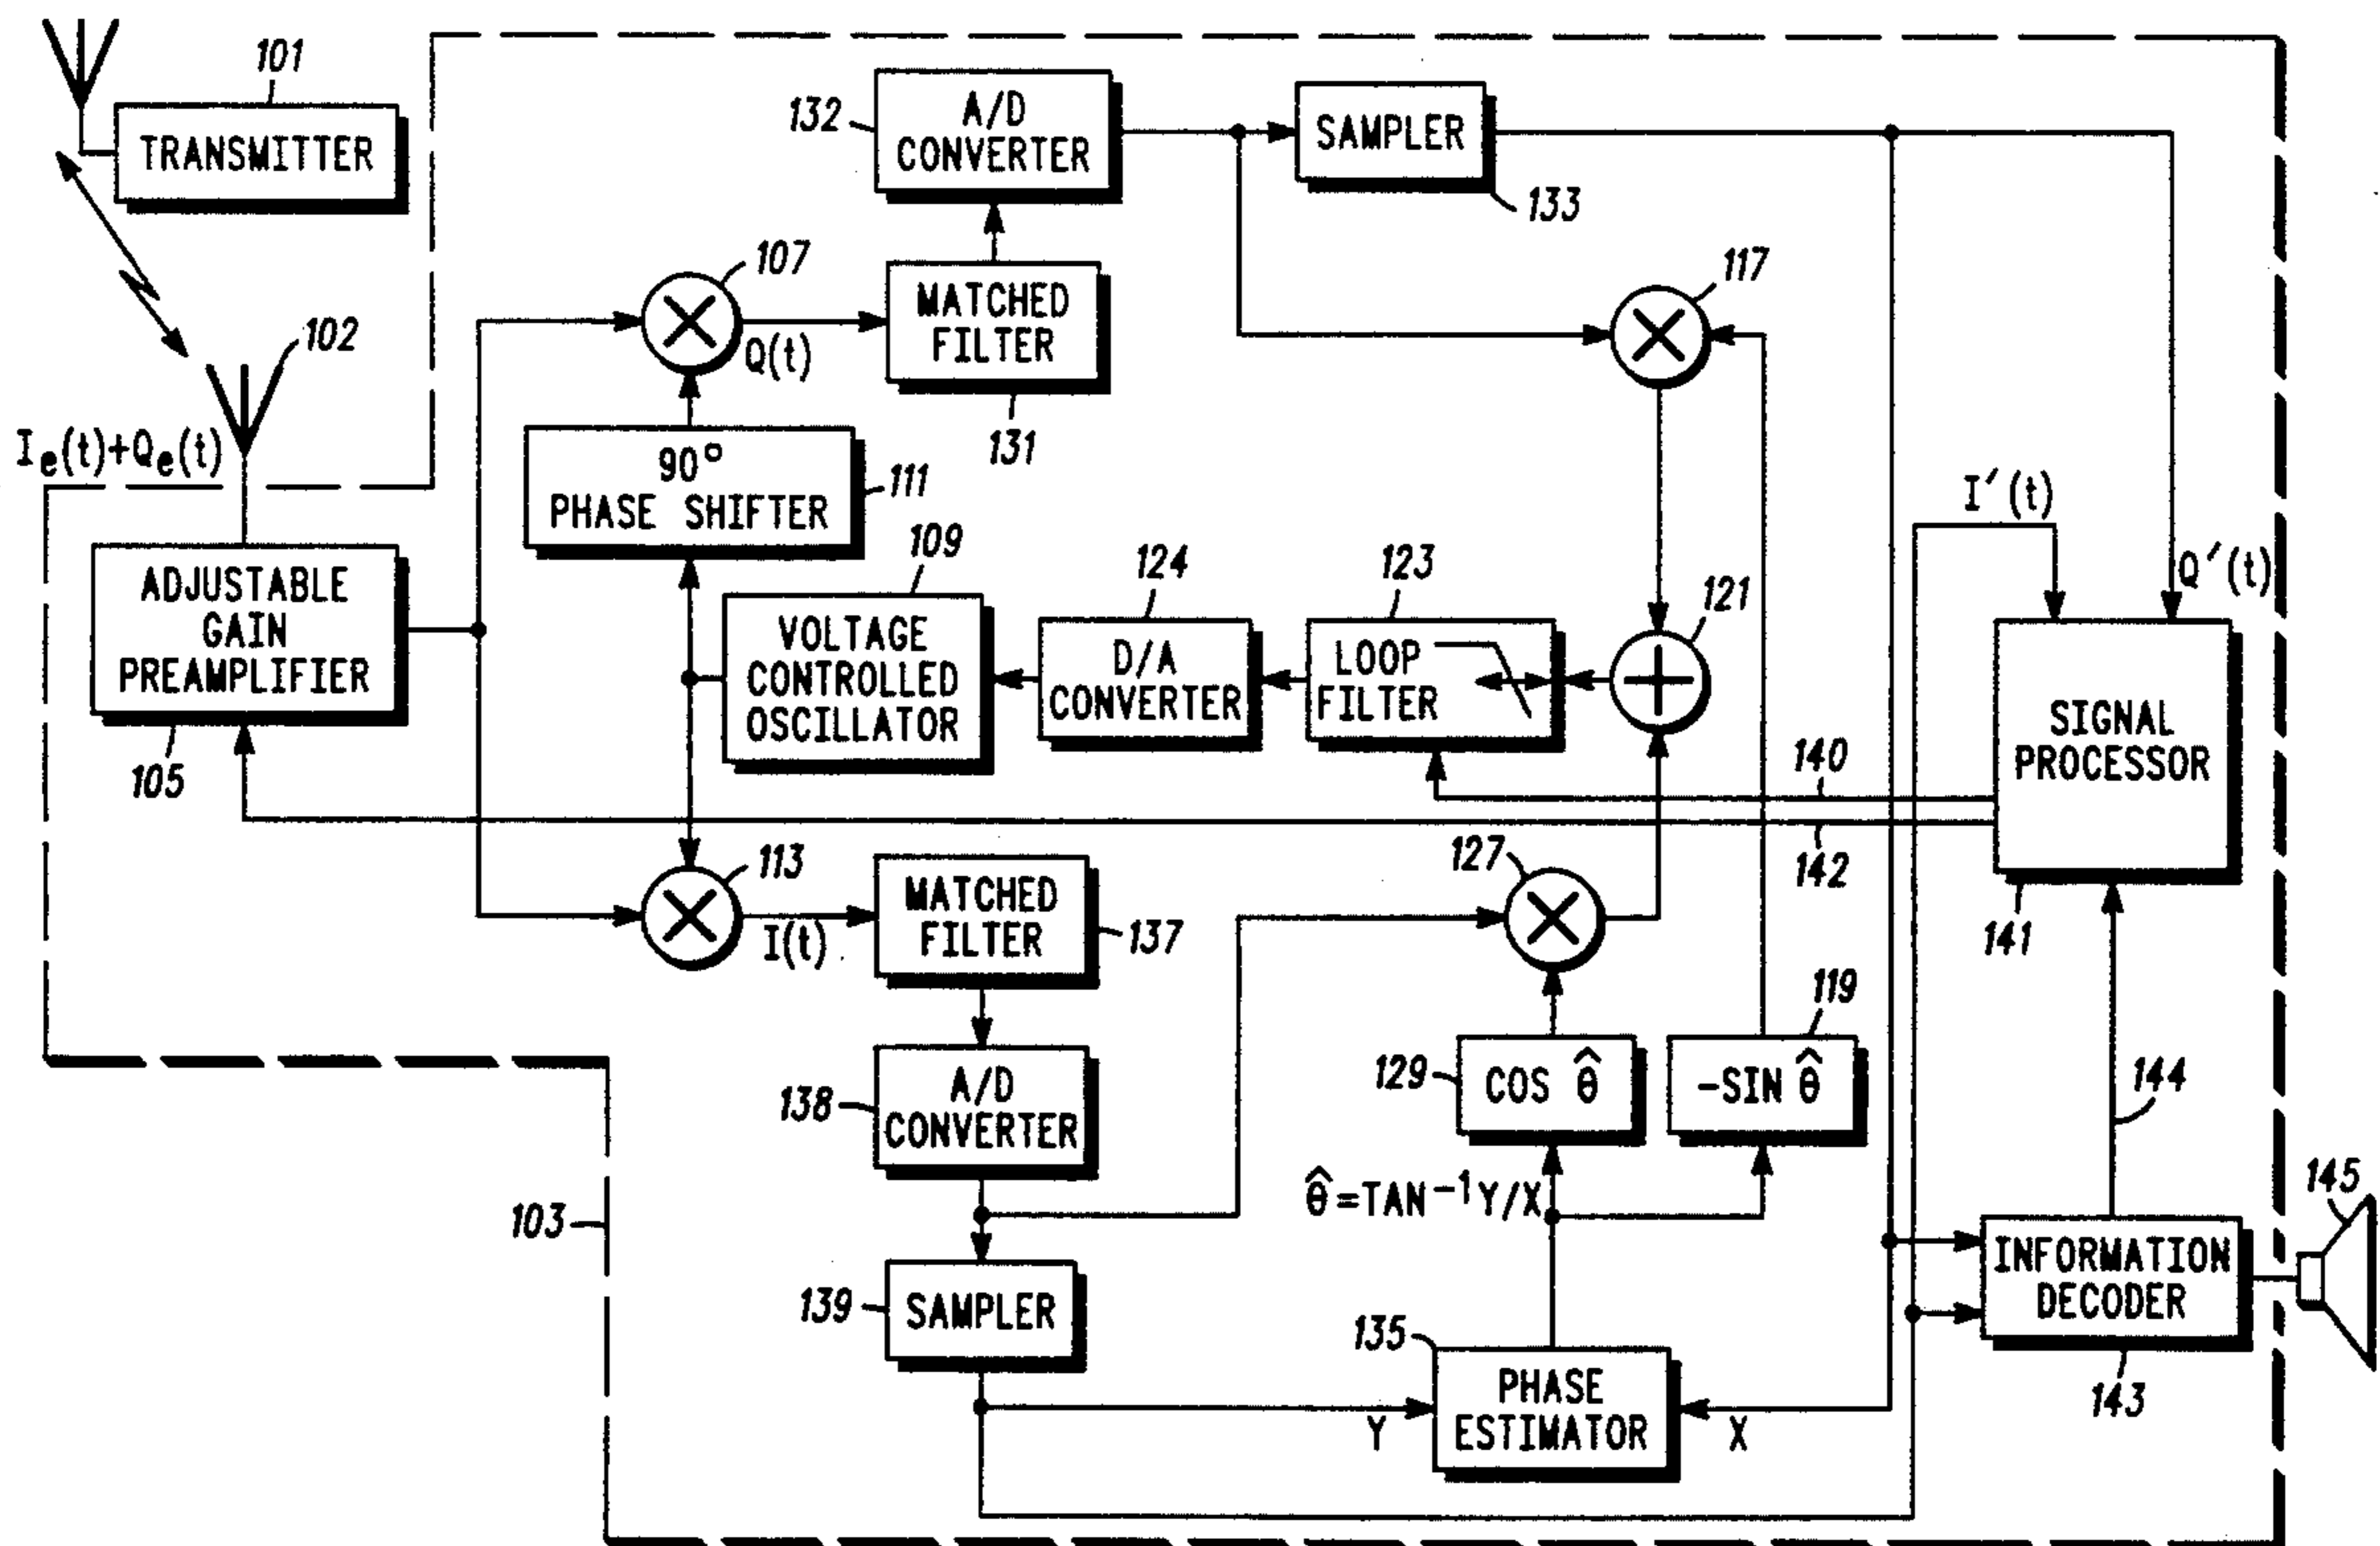 101
TRANSMITTER
102
I_e(t)+Q_e(t)
ADJUSTABLE
GAIN
PREAMPLIFIER
105
107
Q(t)
MATCHED
FILTER
131
132
A/D
CONVERTER
SAMPLER
133
117
90°
PHASE SHIFTER
111
109
VOLTAGE
CONTROLLED
OSCILLATOR
124
D/A
CONVERTER
123
LOOP
FILTER
121
I'(t)
Q'(t)
SIGNAL
PROCESSOR
141
140
142
113
I(t)
MATCHED
FILTER
137
127
138
A/D
CONVERTER
129
COS θ̂
119
-SIN θ̂
θ̂=TAN⁻¹Y/X
144
145
103
139
SAMPLER
135
PHASE
ESTIMATOR
Y
X
INFORMATION
DECODER
143